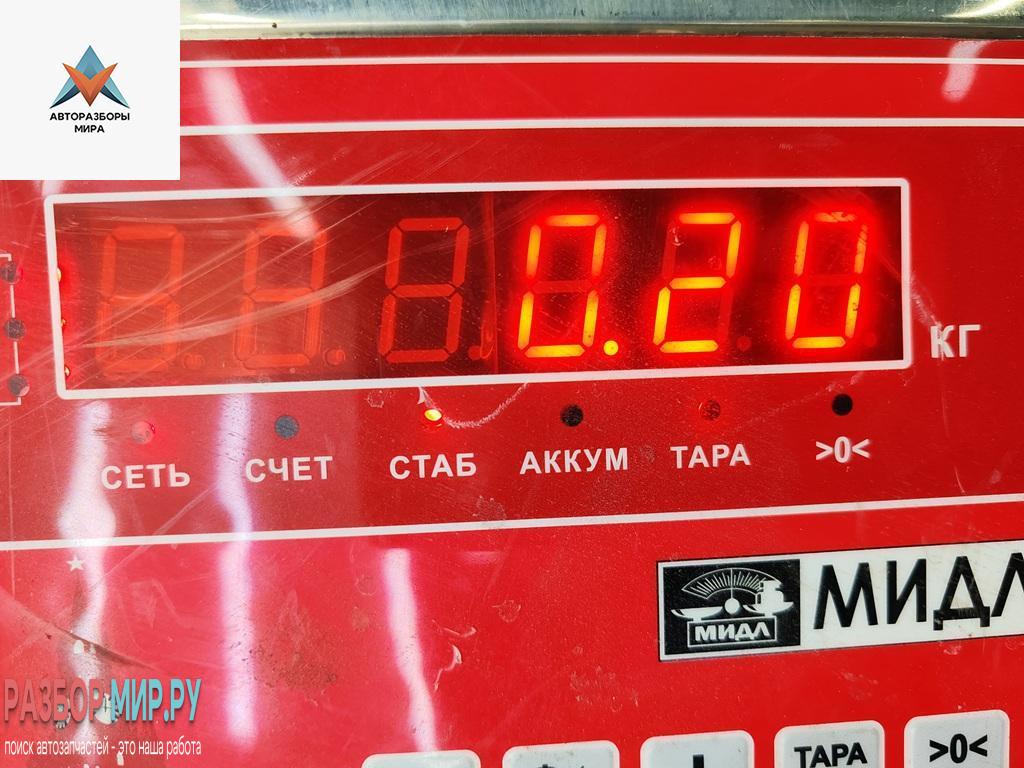 АВТОРАЗБОРЫ
МИРА
0.20
КГ
СЕТЬ СЧЕТ СТАБ АККУМ ТАРА >0<
МИДЛ МИДЛ
РАЗБОРМИР.РУ
поиск автозапчастей - это наша работа
ТАРА >0<